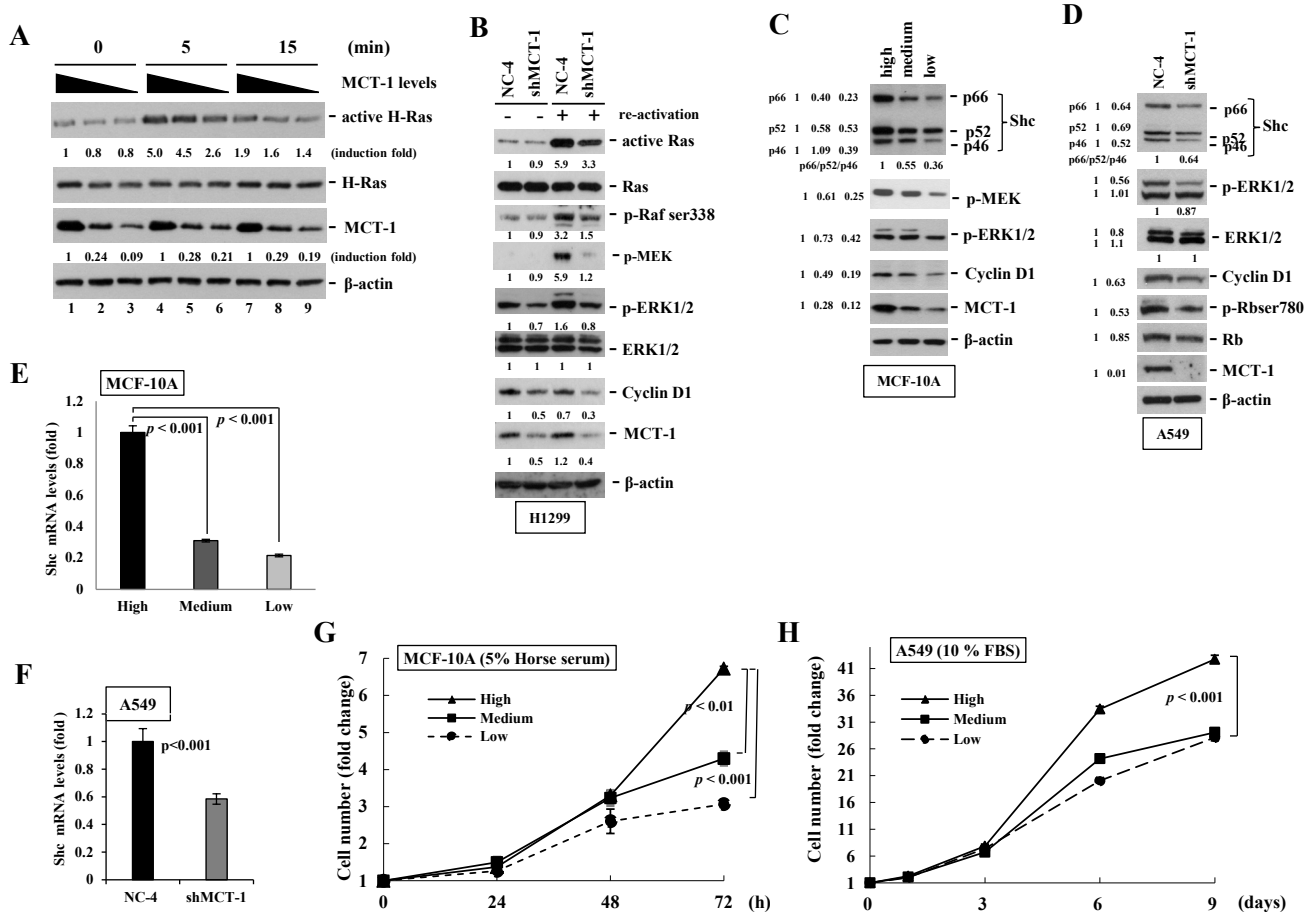 A
0 5 15 (min)
MCT-1 levels
active H-Ras
1 0.8 0.8 5.0 4.5 2.6 1.9 1.6 1.4 (induction fold)
H-Ras
MCT-1
1 0.24 0.09 1 0.28 0.21 1 0.29 0.19 (induction fold)
β-actin
1 2 3 4 5 6 7 8 9
B
NC-4 shMCT-1 NC-4 shMCT-1
- - + + re-activation
active Ras
1 0.9 5.9 3.3
Ras
p-Raf ser338
1 0.9 3.2 1.5
p-MEK
1 0.9 5.9 1.2
p-ERK1/2
1 0.7 1.6 0.8
ERK1/2
1 1 1 1
Cyclin D1
1 0.5 0.7 0.3
MCT-1
1 0.5 1.2 0.4
β-actin
H1299
C
high medium low
p66 1 0.40 0.23 p66
p52 1 0.58 0.53 p52 Shc
p46 1 1.09 0.39 p46
p66/p52/p46 1 0.55 0.36
1 0.61 0.25 p-MEK
1 0.73 0.42 p-ERK1/2
1 0.49 0.19 Cyclin D1
1 0.28 0.12 MCT-1
β-actin
MCF-10A
D
NC-4 shMCT-1
p66 1 0.64 p66
p52 1 0.69 p52 Shc
p46 1 0.52 p46
p66/p52/p46 1 0.64
1 0.56 p-ERK1/2
1 1.01
1 0.87
1 0.8 ERK1/2
1 1.1
1 1
1 0.63 Cyclin D1
1 0.53 p-Rbser780
1 0.85 Rb
1 0.01 MCT-1
β-actin
A549
E
MCF-10A
Shc mRNA levels (fold)
1.2
1
0.8
0.6
0.4
0.2
0
p < 0.001
p < 0.001
High Medium Low
F
A549
Shc mRNA levels (fold)
1.2
1
0.8
0.6
0.4
0.2
0
p<0.001
NC-4 shMCT-1
G
MCF-10A (5% Horse serum)
Cell number (fold change)
7
6
5
4
3
2
1
High
Medium
Low
p < 0.01
p < 0.001
0 24 48 72 (h)
H
A549 (10 % FBS)
Cell number (fold change)
41
36
31
26
21
16
11
6
1
High
Medium
Low
p < 0.001
0 3 6 9 (days)